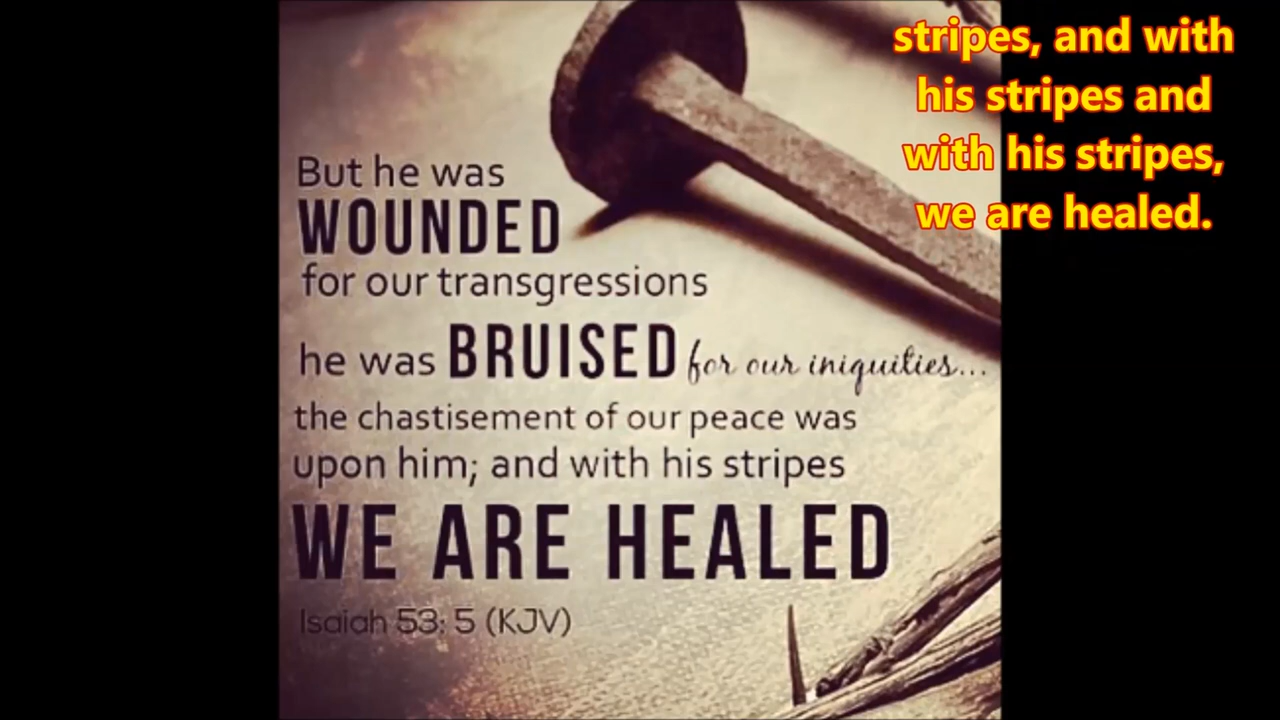 stripes, and with
his stripes and
with his stripes,
we are healed.
But he was
WOUNDED
for our transgressions
he was BRUISED for our iniquities...
the chastisement of our peace was
upon him; and with his stripes
WE ARE HEALED
Isaiah 53: 5 (KJV)